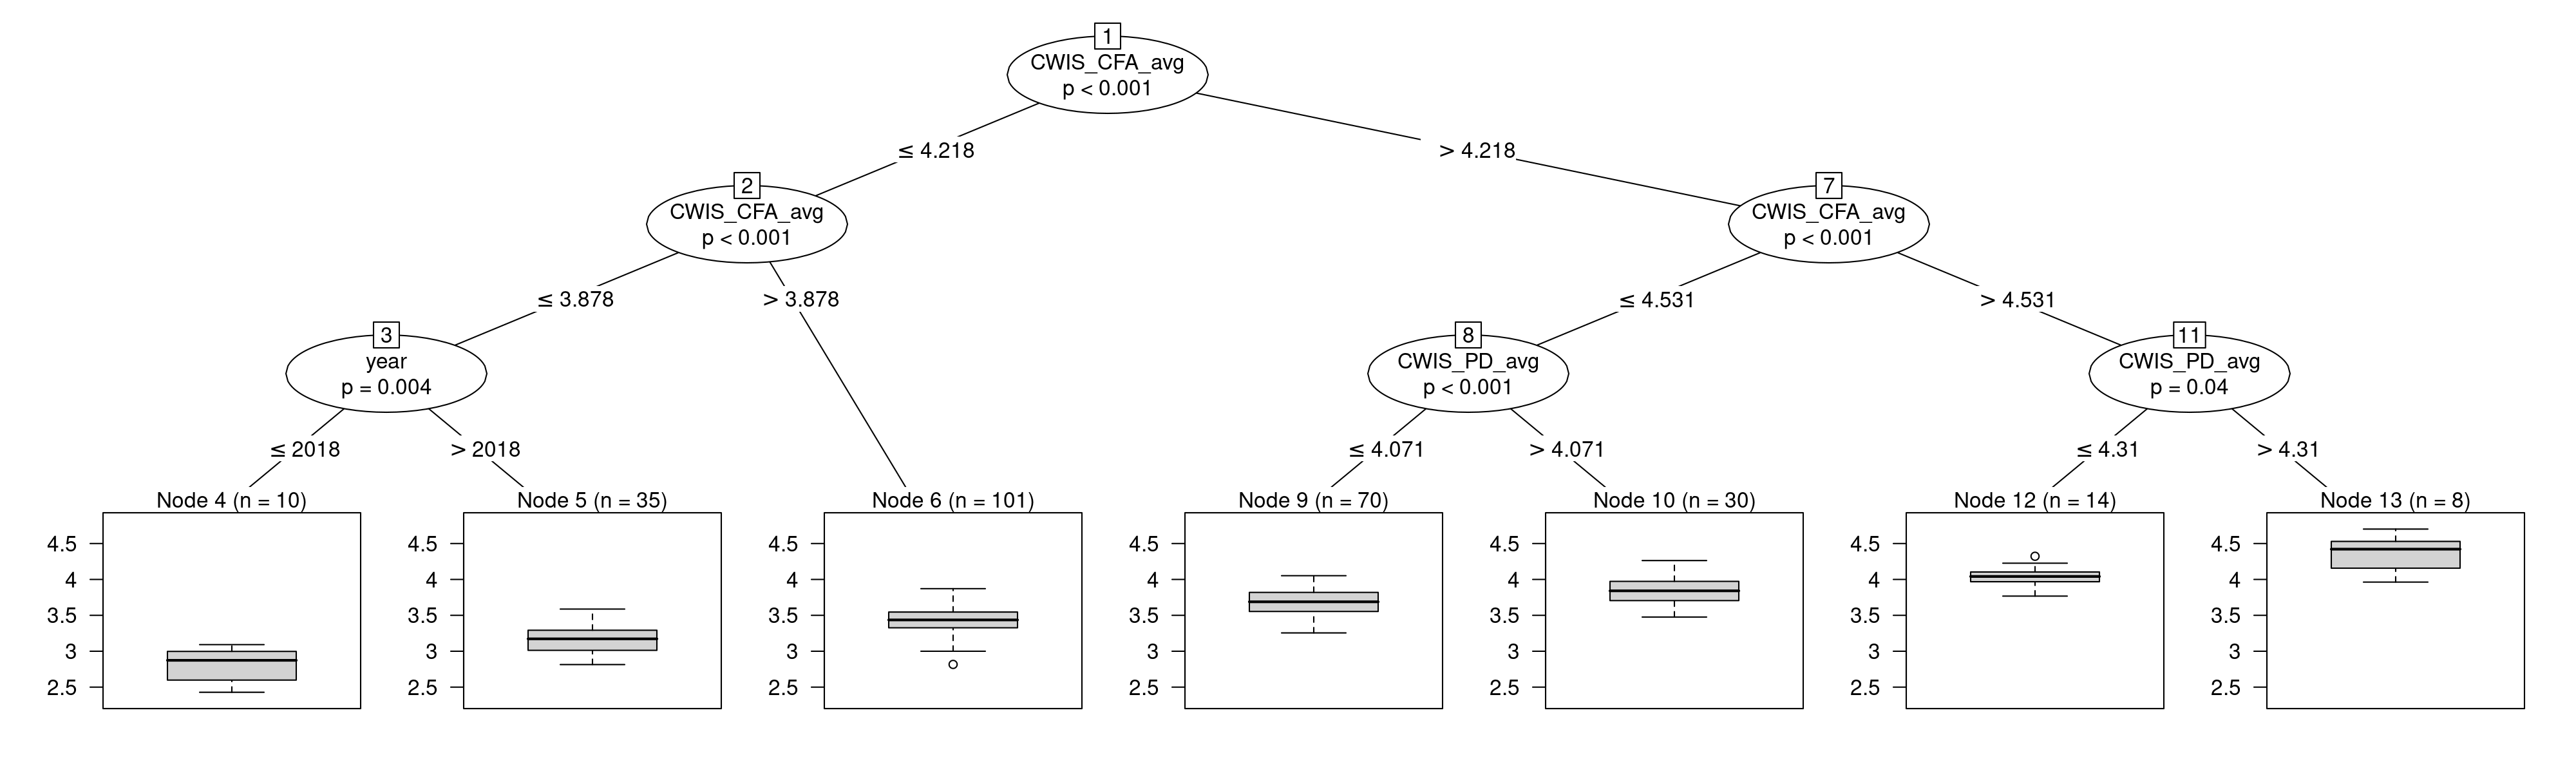 1
CWIS_CFA_avg
p < 0.001
≤ 4.218
> 4.218
2
CWIS_CFA_avg
p < 0.001
7
CWIS_CFA_avg
p < 0.001
≤ 3.878
> 3.878
≤ 4.531
> 4.531
3
year
p = 0.004
8
CWIS_PD_avg
p < 0.001
11
CWIS_PD_avg
p = 0.04
≤ 2018
> 2018
≤ 4.071
> 4.071
≤ 4.31
> 4.31
Node 4 (n = 10)
4.5
4
3.5
3
2.5
Node 5 (n = 35)
4.5
4
3.5
3
2.5
Node 6 (n = 101)
4.5
4
3.5
3
2.5
Node 9 (n = 70)
4.5
4
3.5
3
2.5
Node 10 (n = 30)
4.5
4
3.5
3
2.5
Node 12 (n = 14)
4.5
4
3.5
3
2.5
Node 13 (n = 8)
4.5
4
3.5
3
2.5